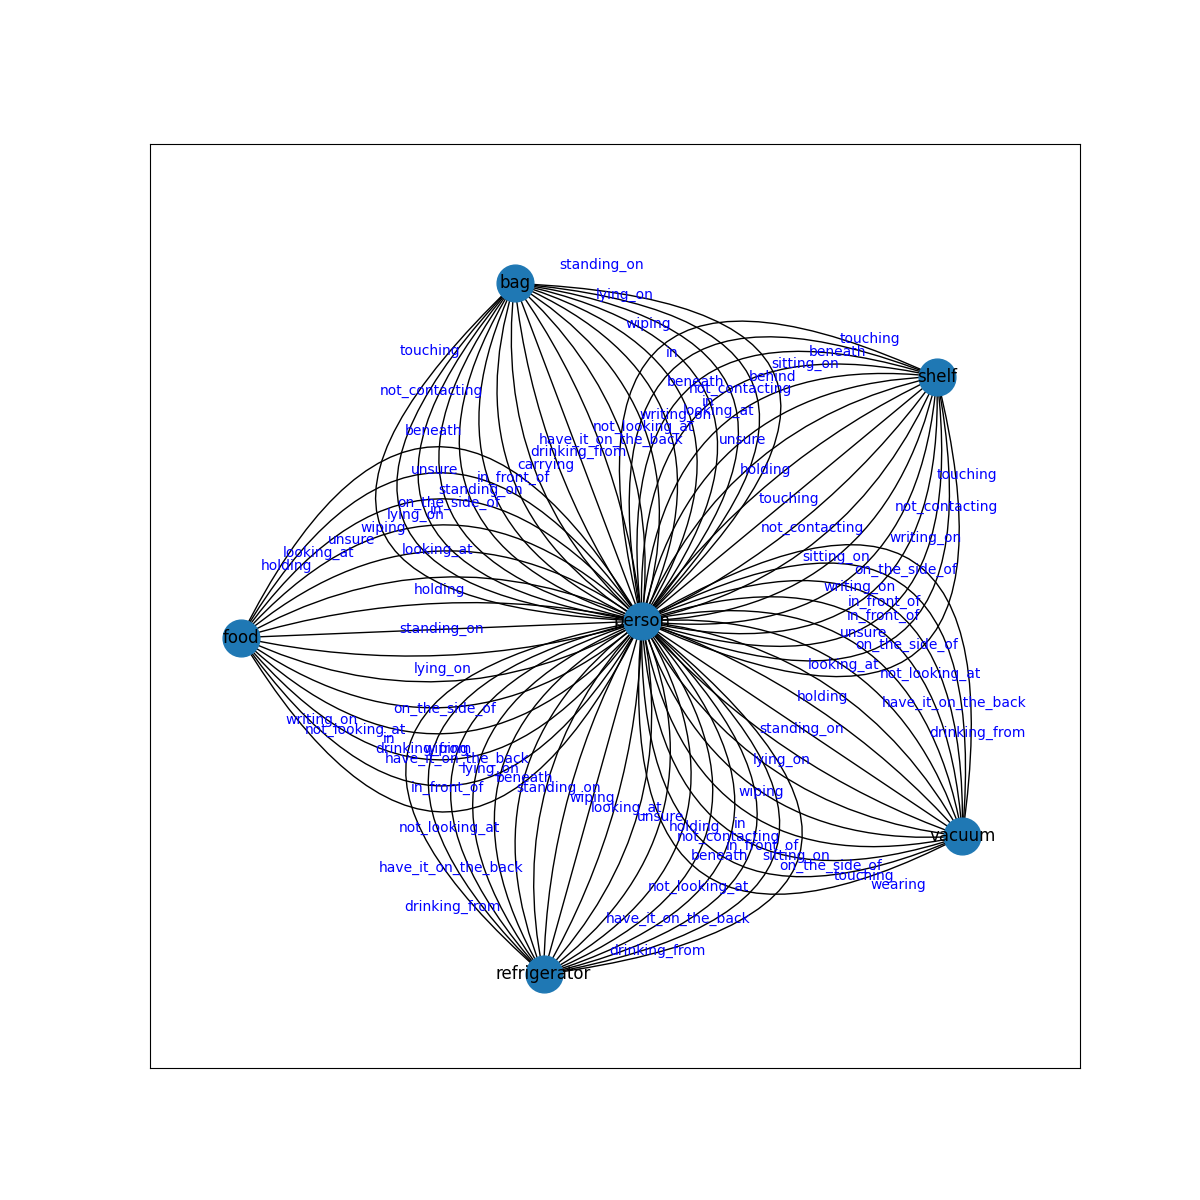 standing_on
bag
lying_on
wiping
touching
touching
in
beneath
sitting_on
behind
shelf
beneath
not_contacting
not_contacting
in
looking_at
writing_on
not_looking_at
beneath
have_it_on_the_back
unsure
drinking_from
carrying
unsure
holding
touching
in_front_of
standing_on
touching
on_the_side_of
in
not_contacting
lying_on
wiping
not_contacting
unsure
writing_on
looking_at
looking_at
sitting_on
holding
on_the_side_of
holding
writing_on
in_front_of
in_front_of
person
standing_on
unsure
food
on_the_side_of
looking_at
lying_on
not_looking_at
holding
have_it_on_the_back
on_the_side_of
writing_on
not_looking_at
standing_on
drinking_from
in
drinking_from
wiping
have_it_on_the_back
lying_on
lying_on
beneath
in_front_of
standing_on
wiping
wiping
looking_at
unsure
holding
in
not_looking_at
not_contacting
vacuum
in_front_of
beneath
sitting_on
on_the_side_of
have_it_on_the_back
touching
wearing
not_looking_at
drinking_from
have_it_on_the_back
drinking_from
refrigerator